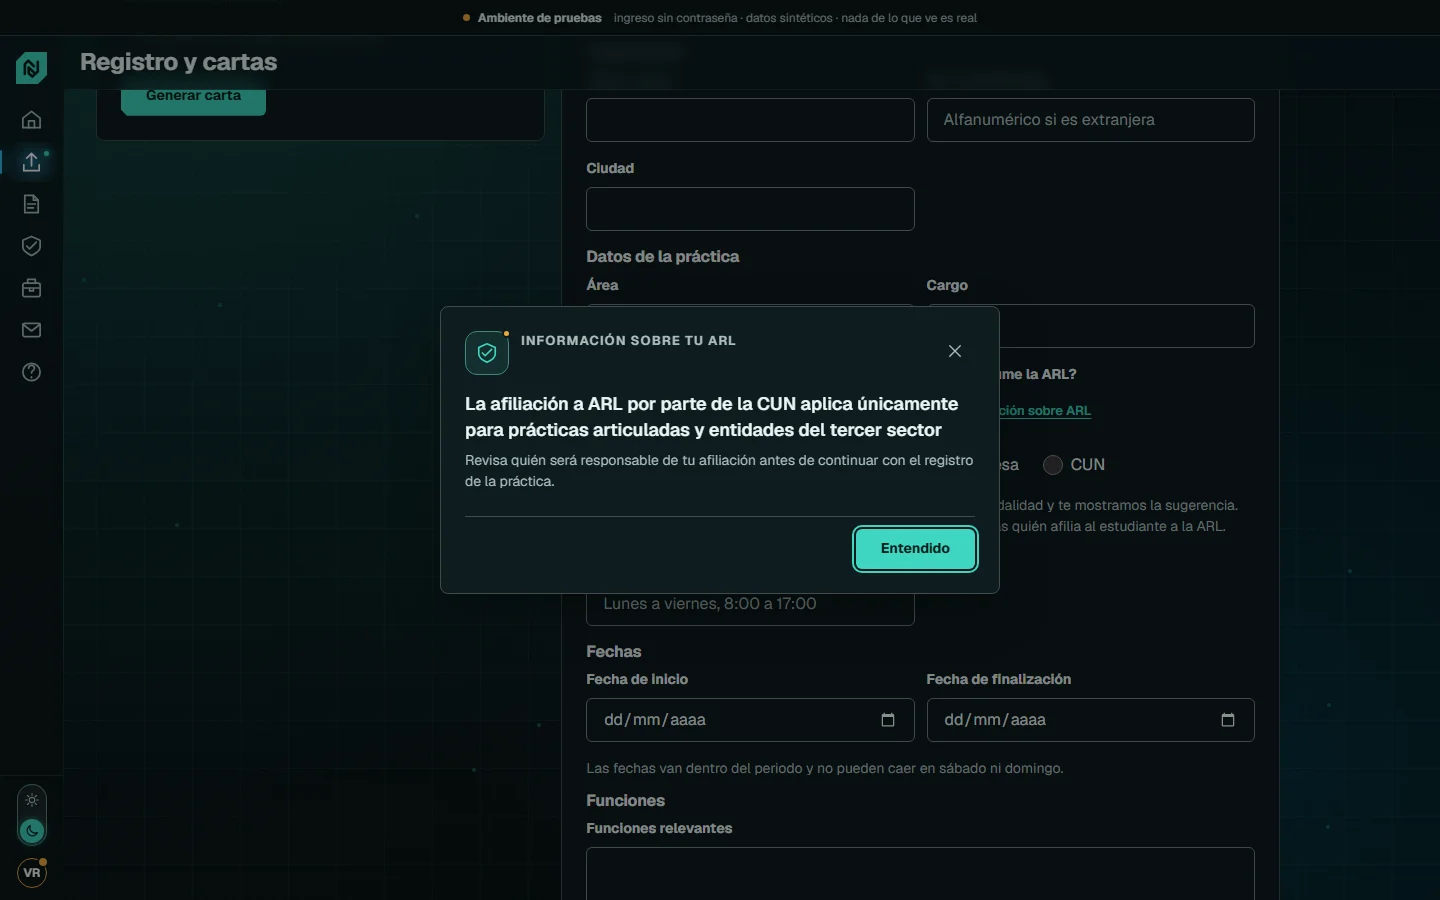 Ambiente de pruebas ingreso sin contraseña · datos sintéticos · nada de lo que ve es real
Registro y cartas
Generar carta
Alfanumérico si es extranjera
Ciudad
Datos de la práctica
Área
Cargo
INFORMACIÓN SOBRE TU ARL
La afiliación a ARL por parte de la CUN aplica únicamente
para prácticas articuladas y entidades del tercer sector
Revisa quién será responsable de tu afiliación antes de continuar con el registro
de la práctica.
Entendido
la ARL?
sobre ARL
CUN
y te mostramos la sugerencia.
quién afilia al estudiante a la ARL.
Lunes a viernes, 8:00 a 17:00
Fechas
Fecha de inicio
Fecha de finalización
dd/mm/aaaa
dd/mm/aaaa
Las fechas van dentro del periodo y no pueden caer en sábado ni domingo.
Funciones
Funciones relevantes
VR